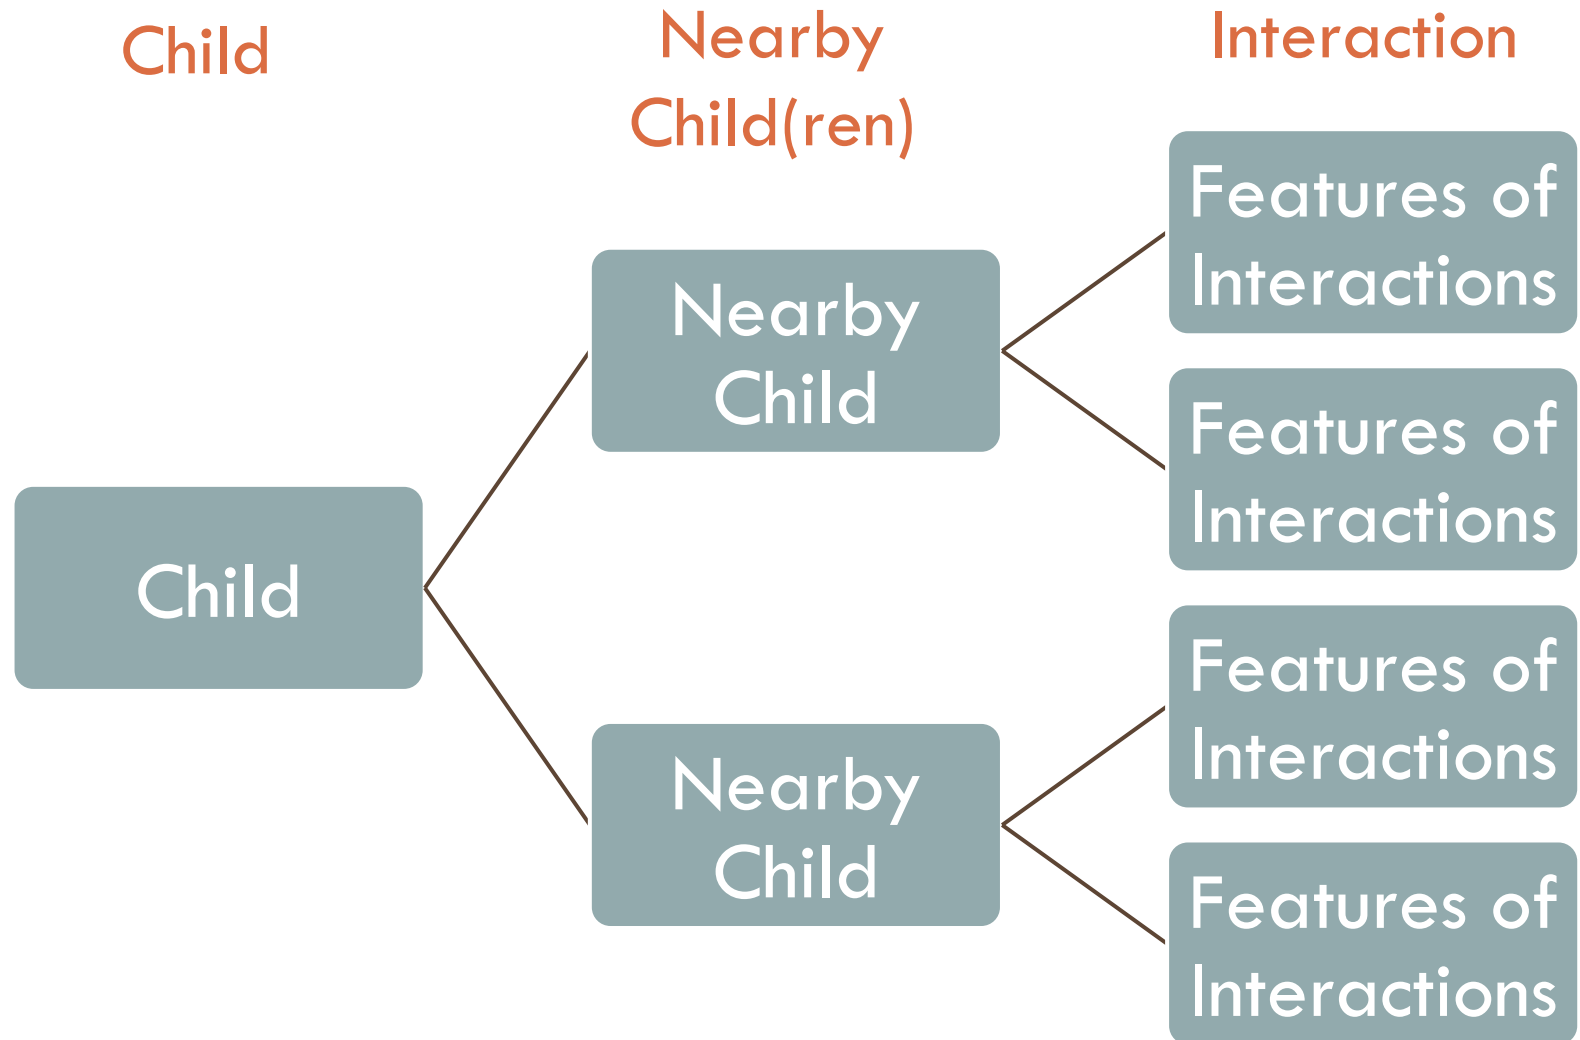 Child
Nearby
Child(ren)
Interaction
Child
Nearby
Child
Nearby
Child
Features of
Interactions
Features of
Interactions
Features of
Interactions
Features of
Interactions